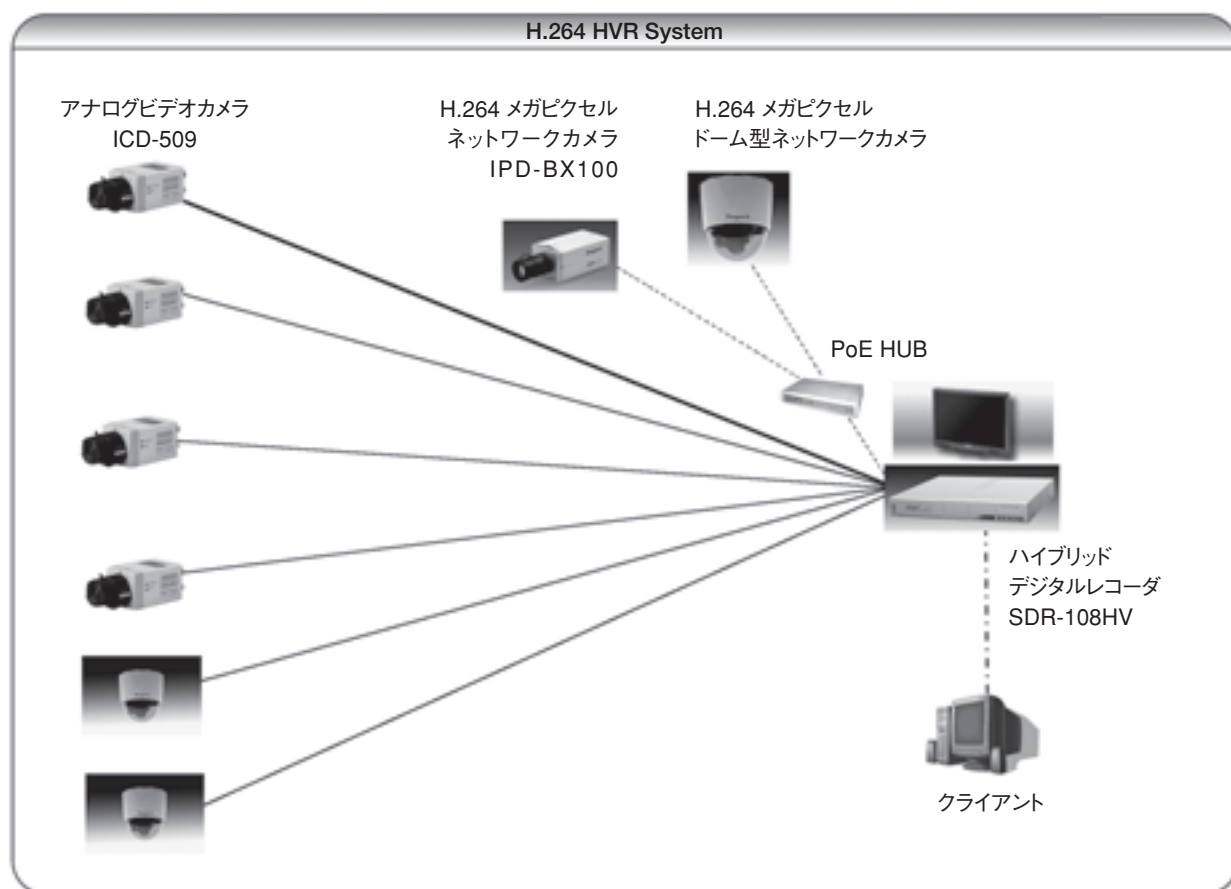 H.264 HVR System
アナログビデオカメラ
ICD-509
H.264 メガピクセル
ネットワークカメラ
IPD-BX100
H.264 メガピクセル
ドーム型ネットワークカメラ
PoE HUB
ハイブリッド
デジタルレコーダ
SDR-108HV
クライアント